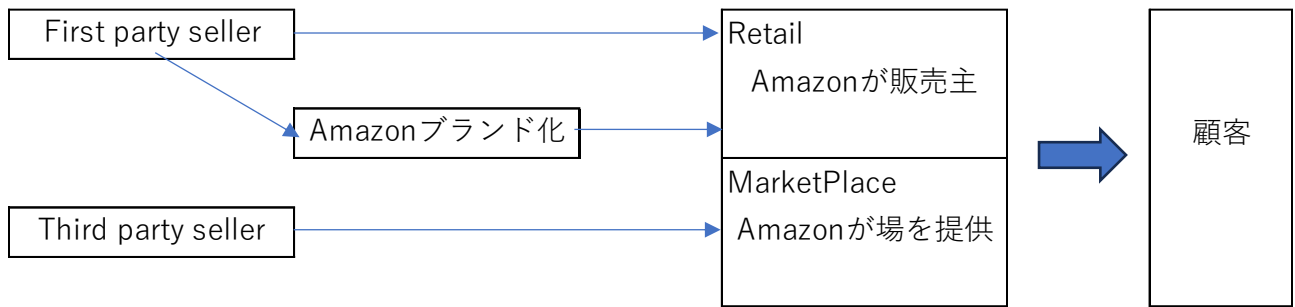 First party seller
Retail
Amazonが販売主
Amazonブランド化
顧客
MarketPlace
Third party seller
Amazonが場を提供